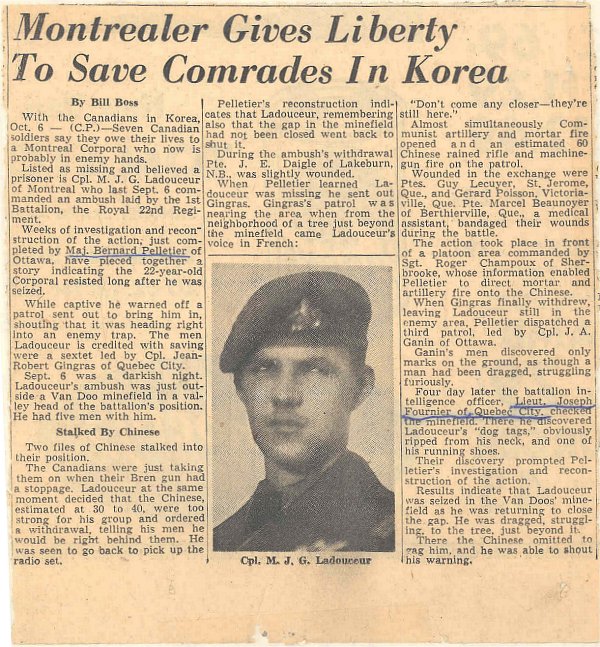 Montrealer Gives Liberty
To Save Comrades In Korea
By Bill Boss
With the Canadians in Korea,
Oct. 6 — (C.P.)—Seven Canadian
soldiers say they owe their lives to
a Montreal Corporal who now is
probably in enemy hands.
Listed as missing and believed a
prisoner is Cpl. M. J. G. Ladouceur
of Montreal who last Sept. 6 com-
manded an ambush laid by the 1st
Battalion, the Royal 22nd Regi-
ment.
Weeks of investigation and recon-
struction of the action, just com-
pleted by Maj. Bernard Pelletier of
Ottawa, have pieced together a
story indicating the 22-year-old
Corporal resisted long after he was
seized.
While captive he warned off a
patrol sent out to bring him in,
shouting that it was heading right
into an enemy trap. The men
Ladouceur is credited with saving
were a sextet led by Cpl. Jean-
Robert Gingras of Quebec City.
Sept. 6 was a darkish night.
Ladouceur's ambush was just out-
side a Van Doo minefield in a val-
ley head of the battalion's position.
He had five men with him.
Stalked By Chinese
Two files of Chinese stalked into
their position.
The Canadians were just taking
them on when their Bren gun had
a stoppage. Ladouceur at the same
moment decided that the Chinese,
estimated at 30 to 40, were too
strong for his group and ordered
a withdrawal, telling his men he
would be right behind them. He
was seen to go back to pick up the
radio set.
Pelletier's reconstruction indi-
cates that Ladouceur, remembering
also that the gap in the minefield
had not been closed went back to
shut it.
During the ambush's withdrawal
Pte. J. E. Daigle of Lakeburn,
N.B., was slightly wounded.
When Pelletier learned La-
douceur was missing he sent out
Gingras. Gingras's patrol was
nearing the area when from the
neighborhood of a tree just beyond
the minefield came Ladouceur's
voice in French:
Cpl. M. J. G. Ladouceur
"Don't come any closer—they're
still here."
Almost simultaneously Com-
munist artillery and mortar fire
opened and an estimated 60
Chinese rained rifle and machine-
gun fire on the patrol.
Wounded in the exchange were
Ptes. Guy Lecuyer, St. Jerome,
Que., and Gerard Poisson, Victoria-
ville, Que. Pte. Marcel Beaunoyer
of Berthierville, Que., a medical
assistant, bandaged their wounds
during the battle.
The action took place in front
of a platoon area commanded by
Sgt. Roger Champoux of Sher-
brooke, whose information enabled
Pelletier to direct mortar and
artillery fire onto the Chinese.
When Gingras finally withdrew,
leaving Ladouceur still in the
enemy area, Pelletier dispatched a
third patrol, led by Cpl. J. A.
Ganin of Ottawa.
Ganin's men discovered only
marks on the ground, as though a
man had been dragged, struggling
furiously.
Four day later the battalion in-
telligence officer, Lieut. Joseph
Fournier of Quebec City, checked
the minefield. There he discovered
Ladouceur's "dog tags," obviously
ripped from his neck, and one of
his running shoes.
Their discovery prompted Pel-
letier's investigation and recon-
struction of the action.
Results indicate that Ladouceur
was seized in the Van Doos' mine-
field as he was returning to close
the gap. He was dragged, struggl-
ing, to the tree, just beyond it.
There the Chinese omitted to
gag him, and he was able to shout
his warning.